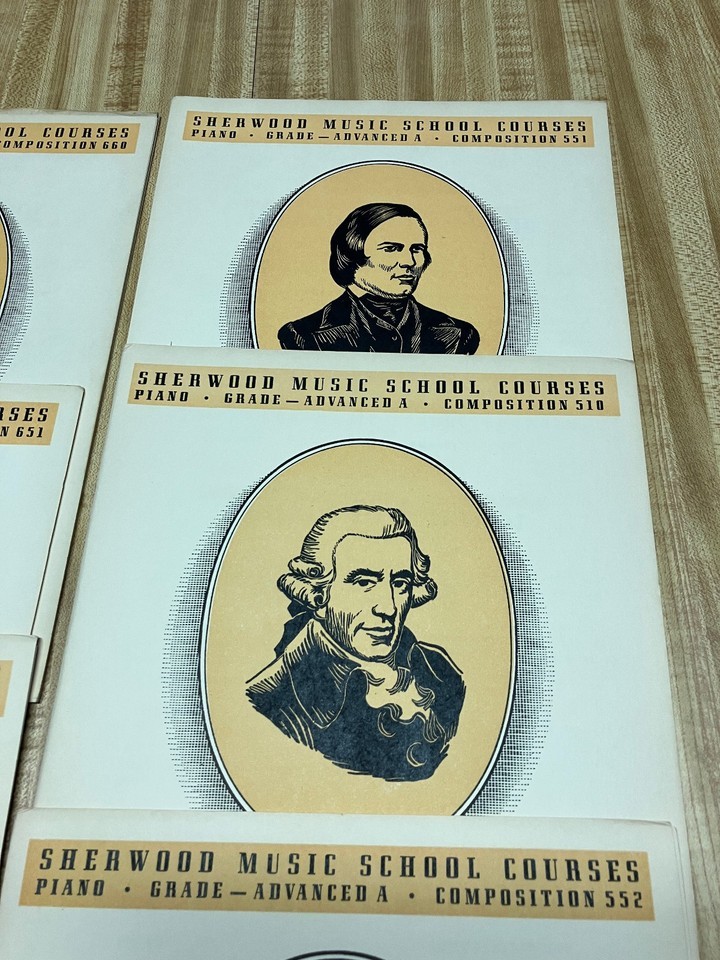 OL COURSES
COMPOSITION 660
SHERWOOD MUSIC SCHOOL COURSES
PIANO • GRADE—ADVANCED A • COMPOSITION 551
SHERWOOD MUSIC SCHOOL COURSES
PIANO • GRADE—ADVANCED A • COMPOSITION 510
RSES
N 651
SHERWOOD MUSIC SCHOOL COURSES
PIANO • GRADE—ADVANCED A • COMPOSITION 552